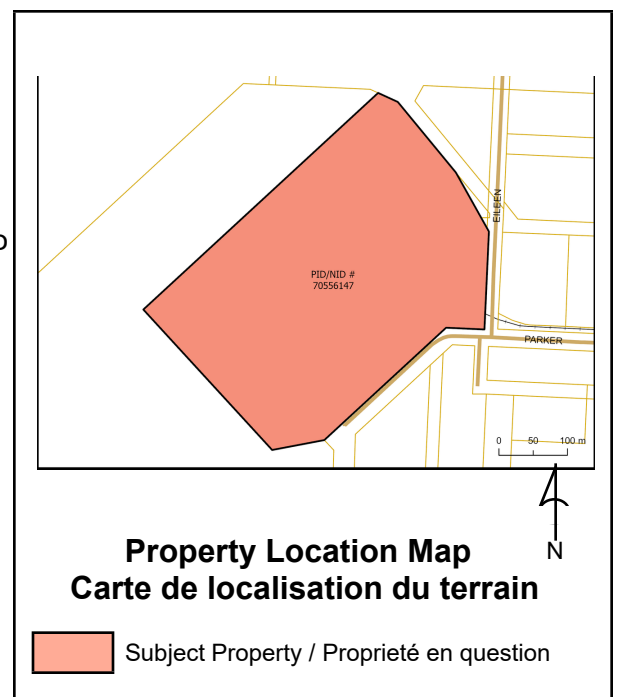 EILEEN
PID/NID #
70556147
PARKER
0 50 100 m
N
Property Location Map
Carte de localisation du terrain
Subject Property / Proprieté en question